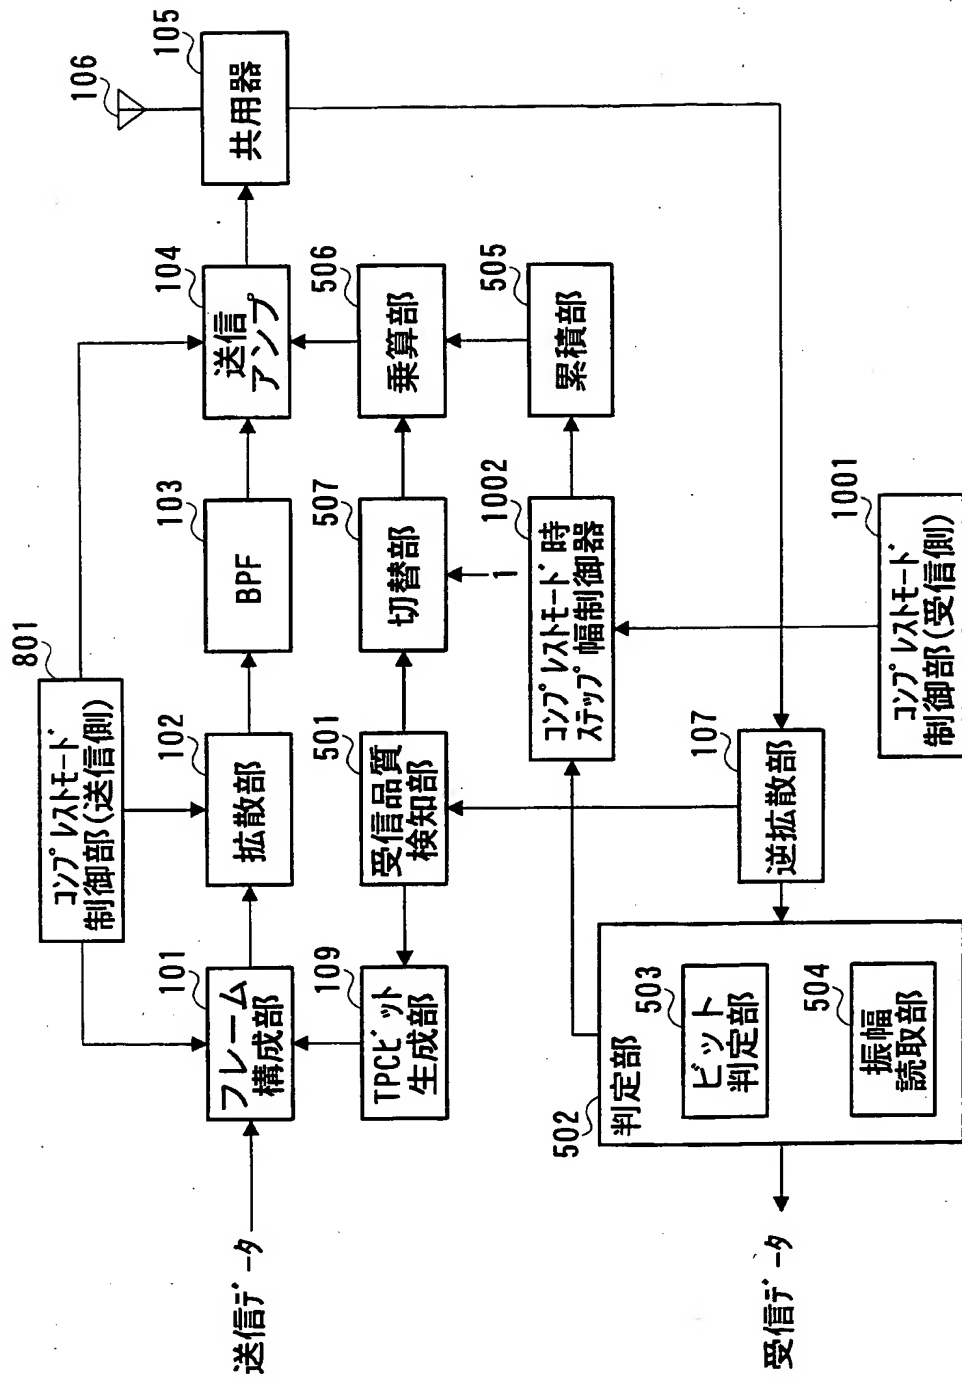 801
コンプレストモード
制御部(送信側)
送信データ
101
フレーム
構成部
102
拡散部
103
BPF
104
送信
アンプ
105
共用器
106
109
TPCビット
生成部
501
受信品質
検知部
507
切替部
1
506
乗算部
1002
コンプレストモード時
ステップ幅制御器
505
累積部
受信データ
502
判定部
503
ビット
判定部
504
振幅
読取部
107
逆拡散部
1001
コンプレストモード
制御部(受信側)